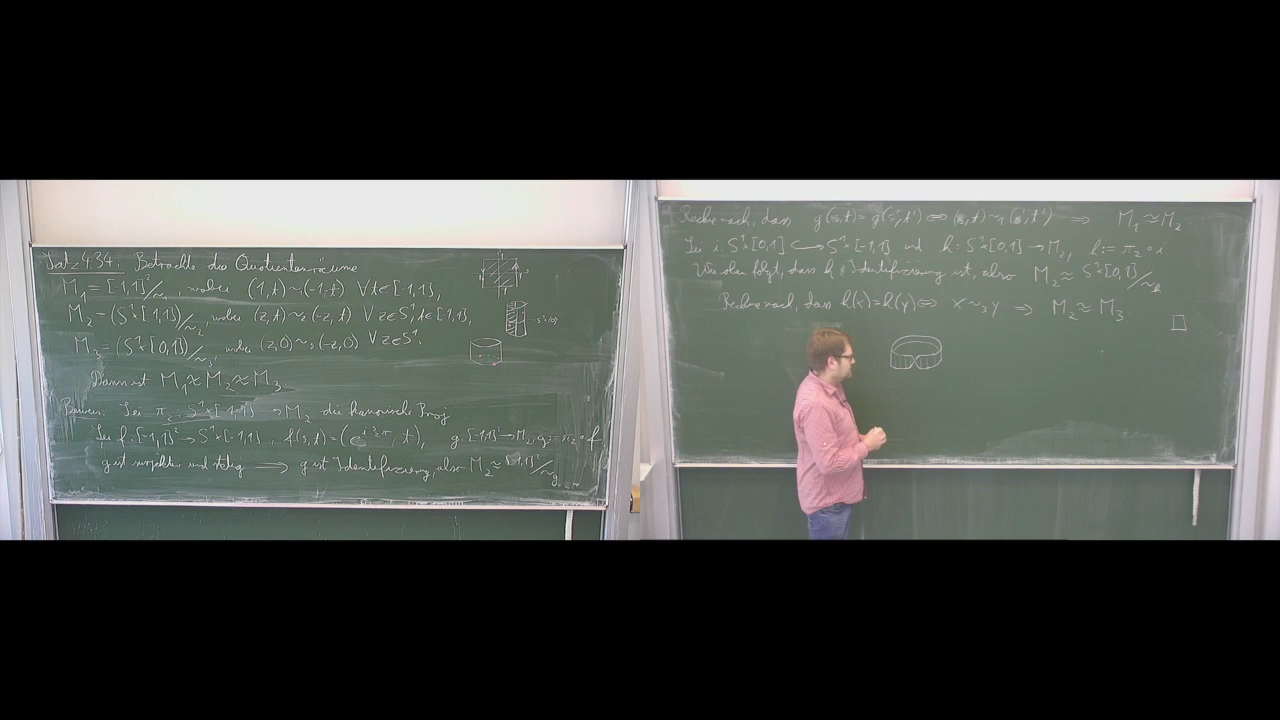 Satz 4.34. Betrachte die Quotientenräume
M₁ = [-1,1]²/~₁, wobei (1,t) ~ (-1,-t) ∀ t ∈ [-1,1],
M₂ = (S¹×[-1,1])/~₂, wobei (z,t) ~₂ (-z,-t) ∀ z ∈ S¹, t ∈ [-1,1],
M₃ = (S¹×[0,1])/~₃, wobei (z,0) ~₃ (-z,0) ∀ z ∈ S¹.
Dann ist M₁ ≈ M₂ ≈ M₃.
Beweis: Sei π₂: S¹×[-1,1] → M₂ die kanonische Proj
Sei f: [-1,1]² → S¹×[-1,1], f(s,t) = (, t), g: [-1,1]² → M₂, g := π₂ ∘ f
g ist surjektiv und stetig ⟹ g ist Identifizierung, also M₂ ≈ [-1,1]²/~g
Rechne nach, dass g(s,t) = g(s',t') ⟺ (s,t) ~₁ (s',t') ⟹ M₁ ≈ M₂
Sei i: S¹×[0,1] ↪ S¹×[-1,1] und h: S¹×[0,1] → M₂, h := π₂ ∘ i.
Wie oben folgt, dass h Identifizierung ist, also M₂ ≈ S¹×[0,1]/~h
Rechne nach, dass h(x) = h(y) ⟺ x ~₃ y ⟹ M₂ ≈ M₃.